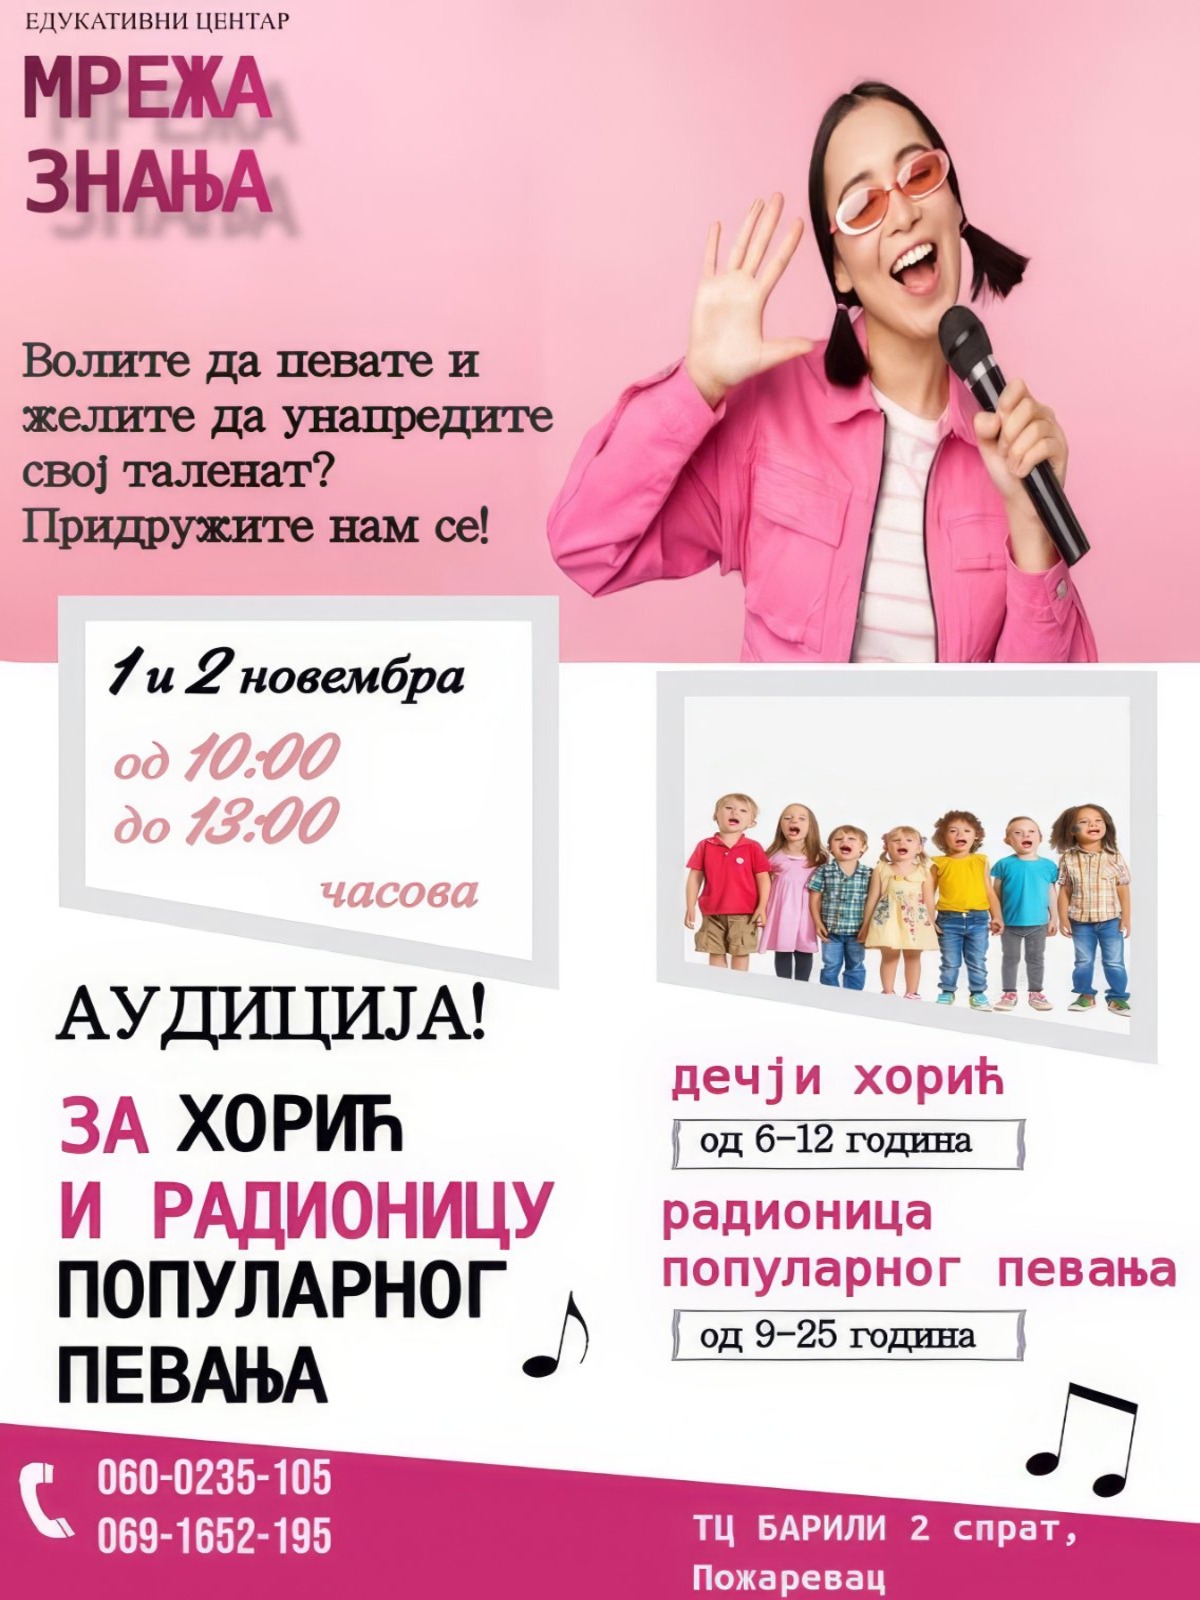 ЕДУКАТИВНИ ЦЕНТАР
МРЕЖА
ЗНАЊА
Волите да певате и
желите да унапредите
свој таленат?
Придружите нам се!
1 и 2 новембра
од 10:00
до 13:00
часова
АУДИЦИЈА!
ЗА ХОРИЋ
И РАДИОНИЦУ
ПОПУЛАРНОГ
ПЕВАЊА
дечји хорић
од 6–12 година
радионица
популарног певања
од 9–25 година
060-0235-105
069-1652-195
ТЦ БАРИЛИ 2 спрат,
Пожаревац